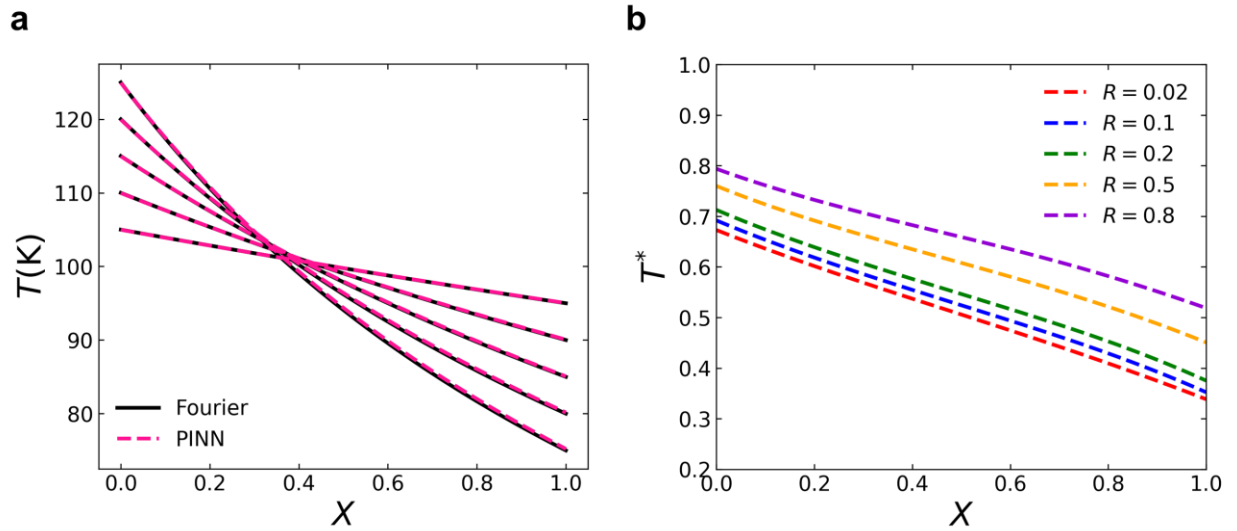 a
T(K)
120
110
100
90
80
0.0 0.2 0.4 0.6 0.8 1.0
X
Fourier
PINN
b
T*
1.0
0.9
0.8
0.7
0.6
0.5
0.4
0.3
0.2
0.0 0.2 0.4 0.6 0.8 1.0
X
R = 0.02
R = 0.1
R = 0.2
R = 0.5
R = 0.8